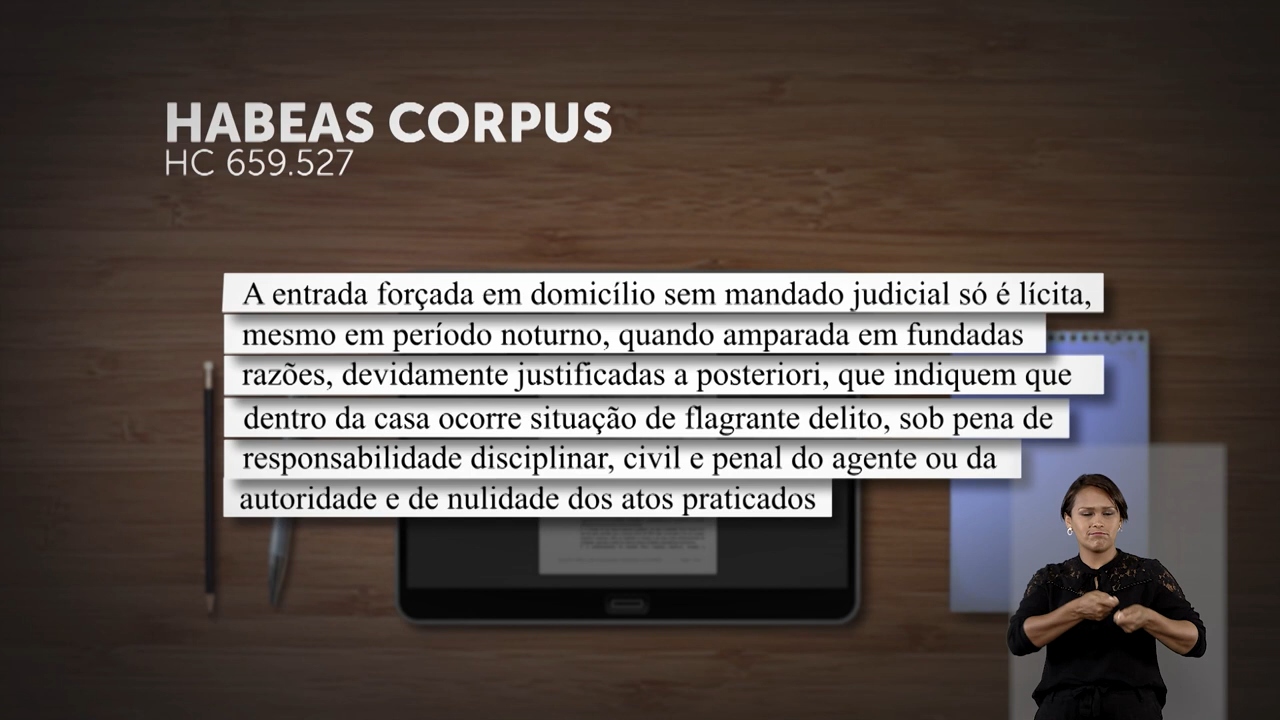 HABEAS CORPUS
HC 659.527
A entrada forçada em domicílio sem mandado judicial só é lícita,
mesmo em período noturno, quando amparada em fundadas
razões, devidamente justificadas a posteriori, que indiquem que
dentro da casa ocorre situação de flagrante delito, sob pena de
responsabilidade disciplinar, civil e penal do agente ou da
autoridade e de nulidade dos atos praticados